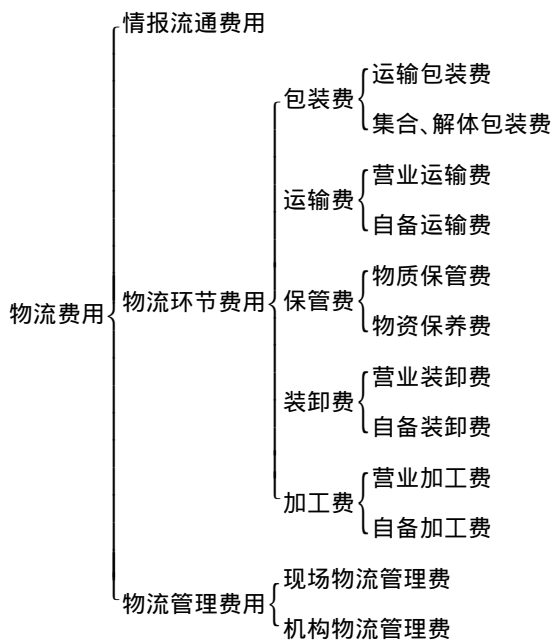 情报流通费用
运输包装费
包装费
集合、解体包装费
营业运输费
运输费
自备运输费
物质保管费
物流费用
物流环节费用
保管费
物资保养费
营业装卸费
装卸费
自备装卸费
营业加工费
加工费
自备加工费
现场物流管理费
物流管理费用
机构物流管理费